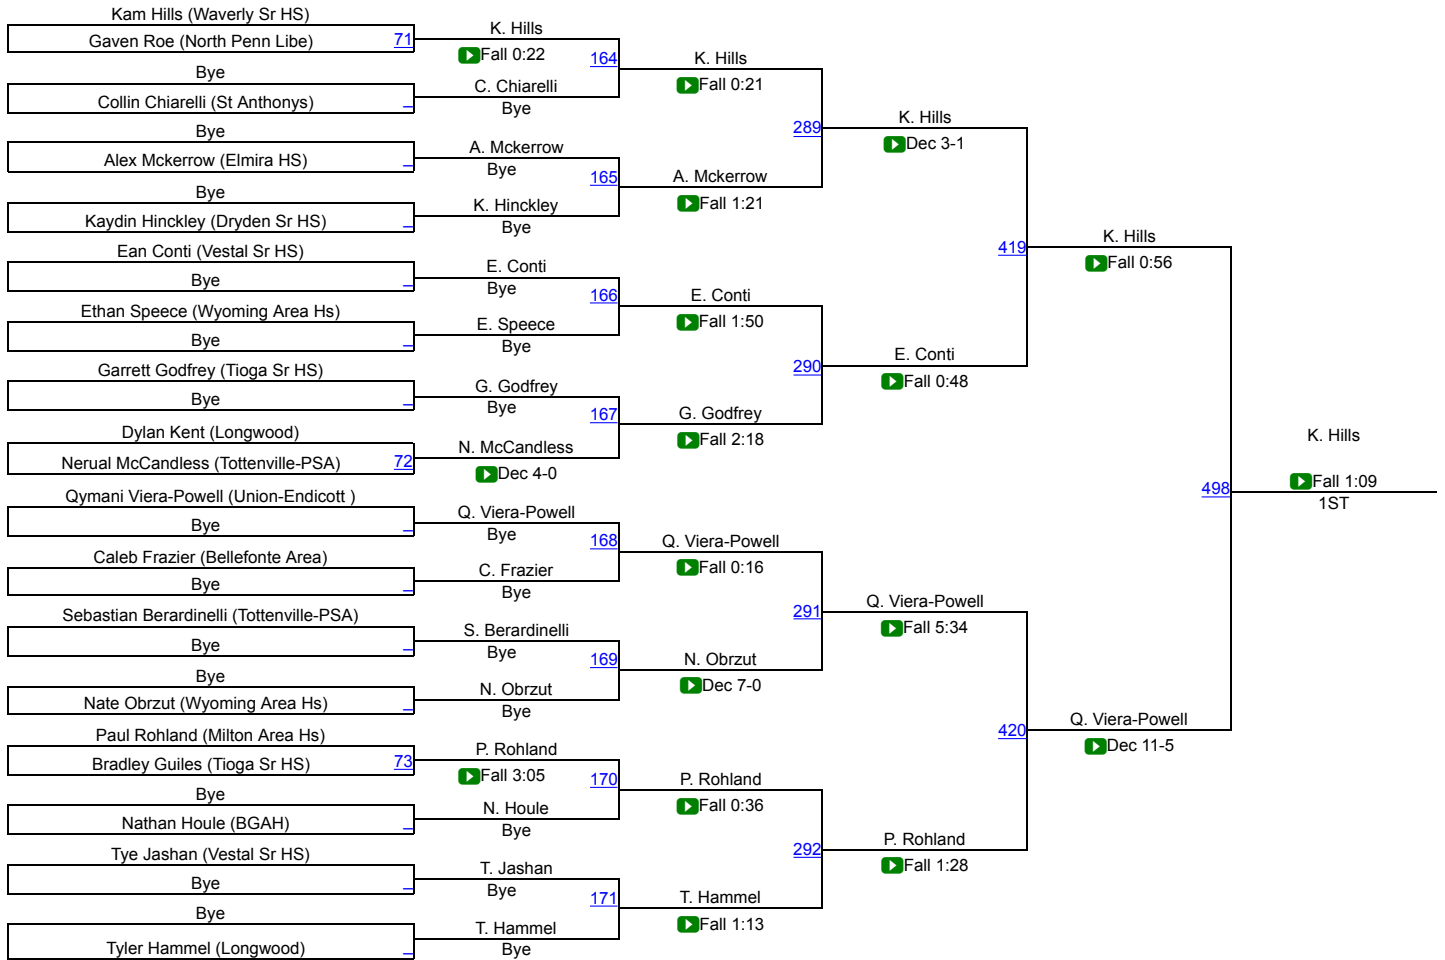 Kam Hills (Waverly Sr HS)
Gaven Roe (North Penn Libe) 71
Bye
Collin Chiarelli (St Anthonys)
Bye
Alex Mckerrow (Elmira HS)
Bye
Kaydin Hinckley (Dryden Sr HS)
Ean Conti (Vestal Sr HS)
Bye
Ethan Speece (Wyoming Area Hs)
Bye
Garrett Godfrey (Tioga Sr HS)
Bye
Dylan Kent (Longwood)
Nerual McCandless (Tottenville-PSA) 72
Qymani Viera-Powell (Union-Endicott )
Bye
Caleb Frazier (Bellefonte Area)
Bye
Sebastian Berardinelli (Tottenville-PSA)
Bye
Bye
Nate Obrzut (Wyoming Area Hs)
Paul Rohland (Milton Area Hs)
Bradley Guiles (Tioga Sr HS) 73
Bye
Nathan Houle (BGAH)
Tye Jashan (Vestal Sr HS)
Bye
Bye
Tyler Hammel (Longwood)
K. Hills
Fall 0:22
164
C. Chiarelli
Bye
A. Mckerrow
Bye
165
K. Hinckley
Bye
E. Conti
Bye
166
E. Speece
Bye
G. Godfrey
Bye
167
N. McCandless
Dec 4-0
Q. Viera-Powell
Bye
168
C. Frazier
Bye
S. Berardinelli
Bye
169
N. Obrzut
Bye
P. Rohland
Fall 3:05
170
N. Houle
Bye
T. Jashan
Bye
171
T. Hammel
Bye
K. Hills
Fall 0:21
289
A. Mckerrow
Fall 1:21
E. Conti
Fall 1:50
290
G. Godfrey
Fall 2:18
Q. Viera-Powell
Fall 0:16
291
N. Obrzut
Dec 7-0
P. Rohland
Fall 0:36
292
T. Hammel
Fall 1:13
K. Hills
Dec 3-1
419
E. Conti
Fall 0:48
Q. Viera-Powell
Fall 5:34
420
P. Rohland
Fall 1:28
K. Hills
Fall 0:56
498
Q. Viera-Powell
Dec 11-5
K. Hills
Fall 1:09
1ST